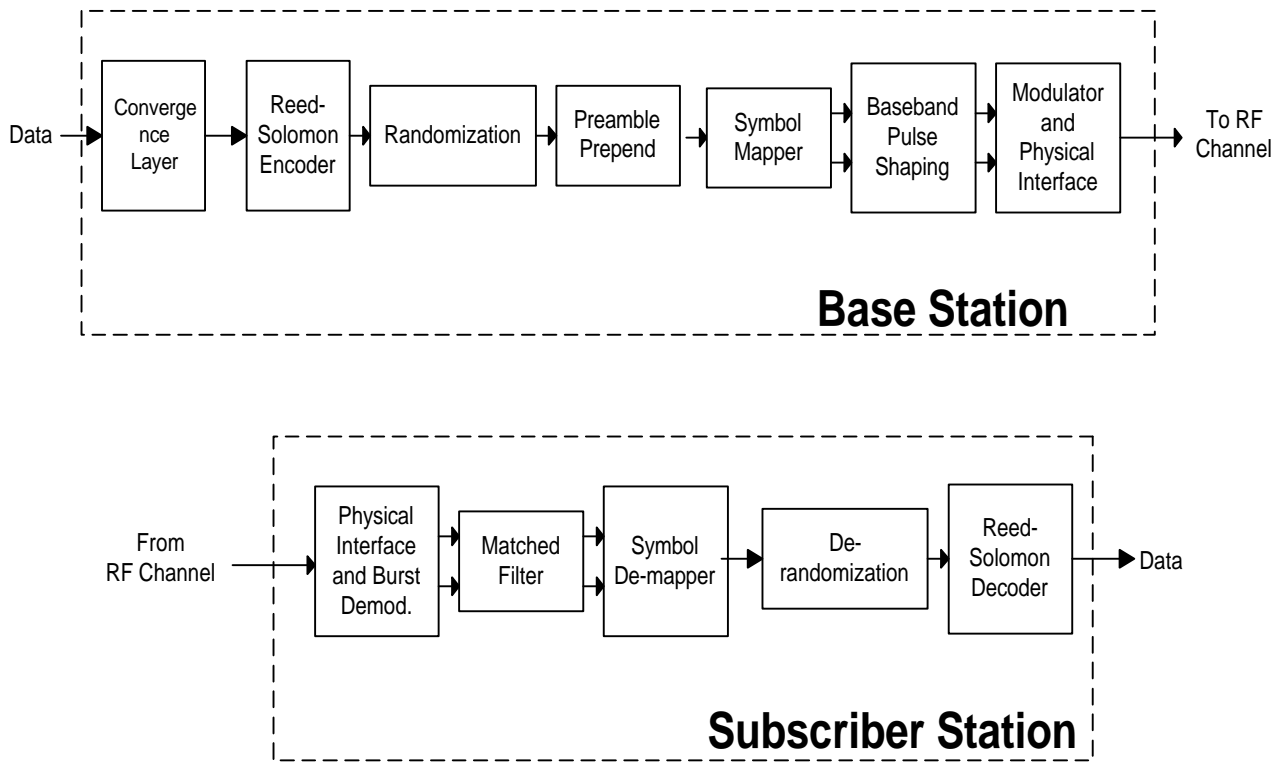 Data
Converge
nce
Layer
Reed-
Solomon
Encoder
Randomization
Preamble
Prepend
Symbol
Mapper
Baseband
Pulse
Shaping
Modulator
and
Physical
Interface
To RF
Channel
Base Station
From
RF Channel
Physical
Interface
and Burst
Demod.
Matched
Filter
Symbol
De-mapper
De-
randomization
Reed-
Solomon
Decoder
Data
Subscriber Station